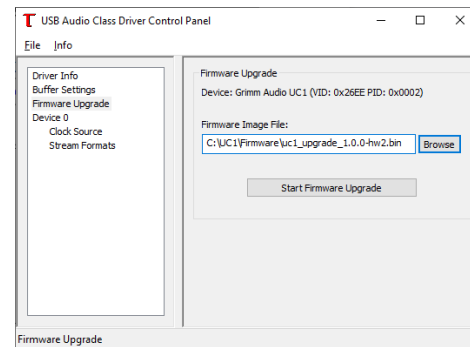 USB Audio Class Driver Control Panel
File Info
Driver Info
Buffer Settings
Firmware Upgrade
Device 0
Clock Source
Stream Formats
Firmware Upgrade
Device: Grimm Audio UC1 (VID: 0x26EE PID: 0x0002)
Firmware Image File:
C:\UC1\Firmware\uc1_upgrade_1.0.0-hw2.bin
Browse
Start Firmware Upgrade
Firmware Upgrade